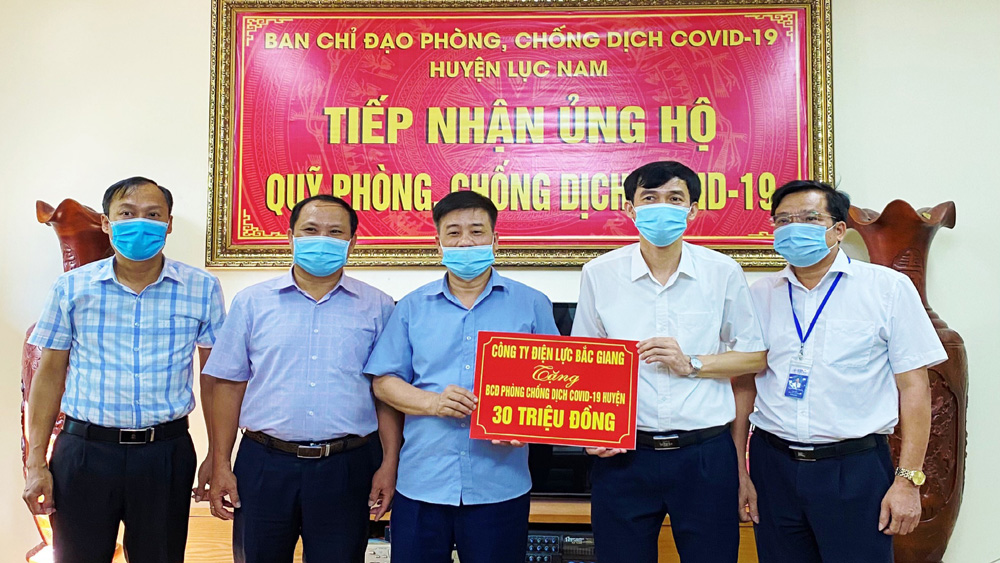 BAN CHỈ ĐẠO PHÒNG, CHỐNG DỊCH COVID-19
HUYỆN LỤC NAM
TIẾP NHẬN ỦNG HỘ
QUỸ PHÒNG, CHỐNG DỊCH
CÔNG TY ĐIỆN LỰC BẮC GIANG
Tặng
BCĐ PHÒNG CHỐNG DỊCH COVID-19 HUYỆN
30 TRIỆU ĐỒNG